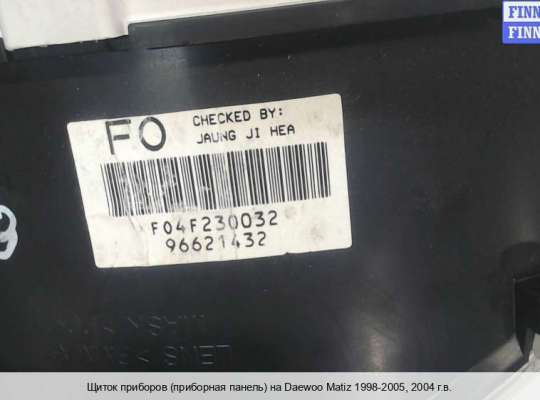 FINN
FINN
FO
CHECKED BY:
JAUNG JI HEA
F04F230032
96621432
Щиток приборов (приборная панель) на Daewoo Matiz 1998-2005, 2004 г.в.